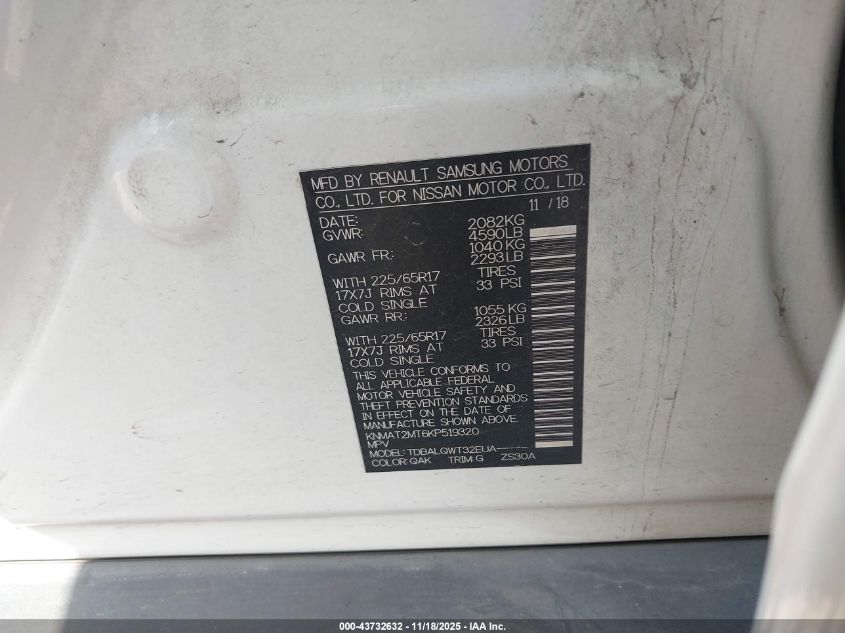 MFD BY RENAULT SAMSUNG MOTORS
CO., LTD. FOR NISSAN MOTOR CO., LTD.
DATE: 11 / 18
GVWR: 2082KG
4590LB
GAWR FR: 1040KG
2293LB
WITH 225/65R17 TIRES
17X7J RIMS AT 33 PSI
COLD SINGLE
GAWR RR: 1055 KG
2326LB
WITH 225/65R17 TIRES
17X7J RIMS AT 33 PSI
COLD SINGLE
THIS VEHICLE CONFORMS TO
ALL APPLICABLE FEDERAL
MOTOR VEHICLE SAFETY AND
THEFT PREVENTION STANDARDS
IN EFFECT ON THE DATE OF
MANUFACTURE SHOWN ABOVE.
KNMAT2MT6KP519320
MPV
MODEL: TDBALQWT32EUA-----
COLOR: QAK TRIM: G ZS30A
000-43732632 - 11/18/2025 - IAA Inc.